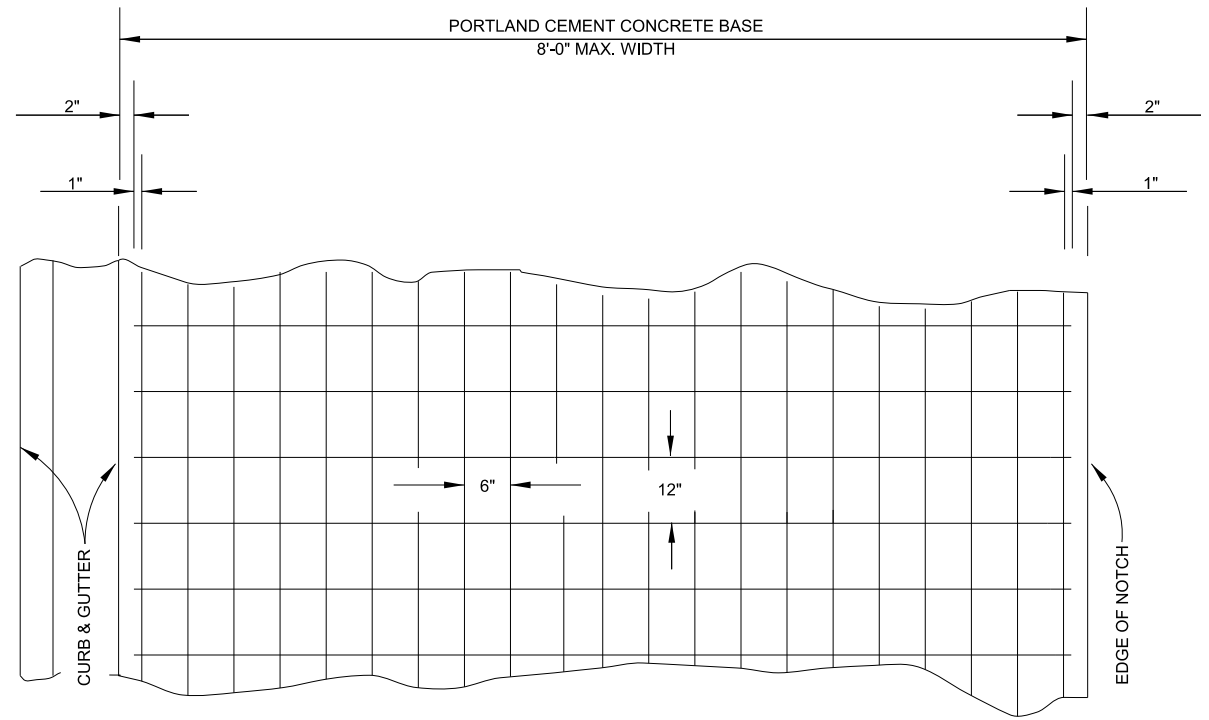 PORTLAND CEMENT CONCRETE BASE
8'-0" MAX. WIDTH
2"
2"
1"
1"
6"
12"
CURB & GUTTER
EDGE OF NOTCH